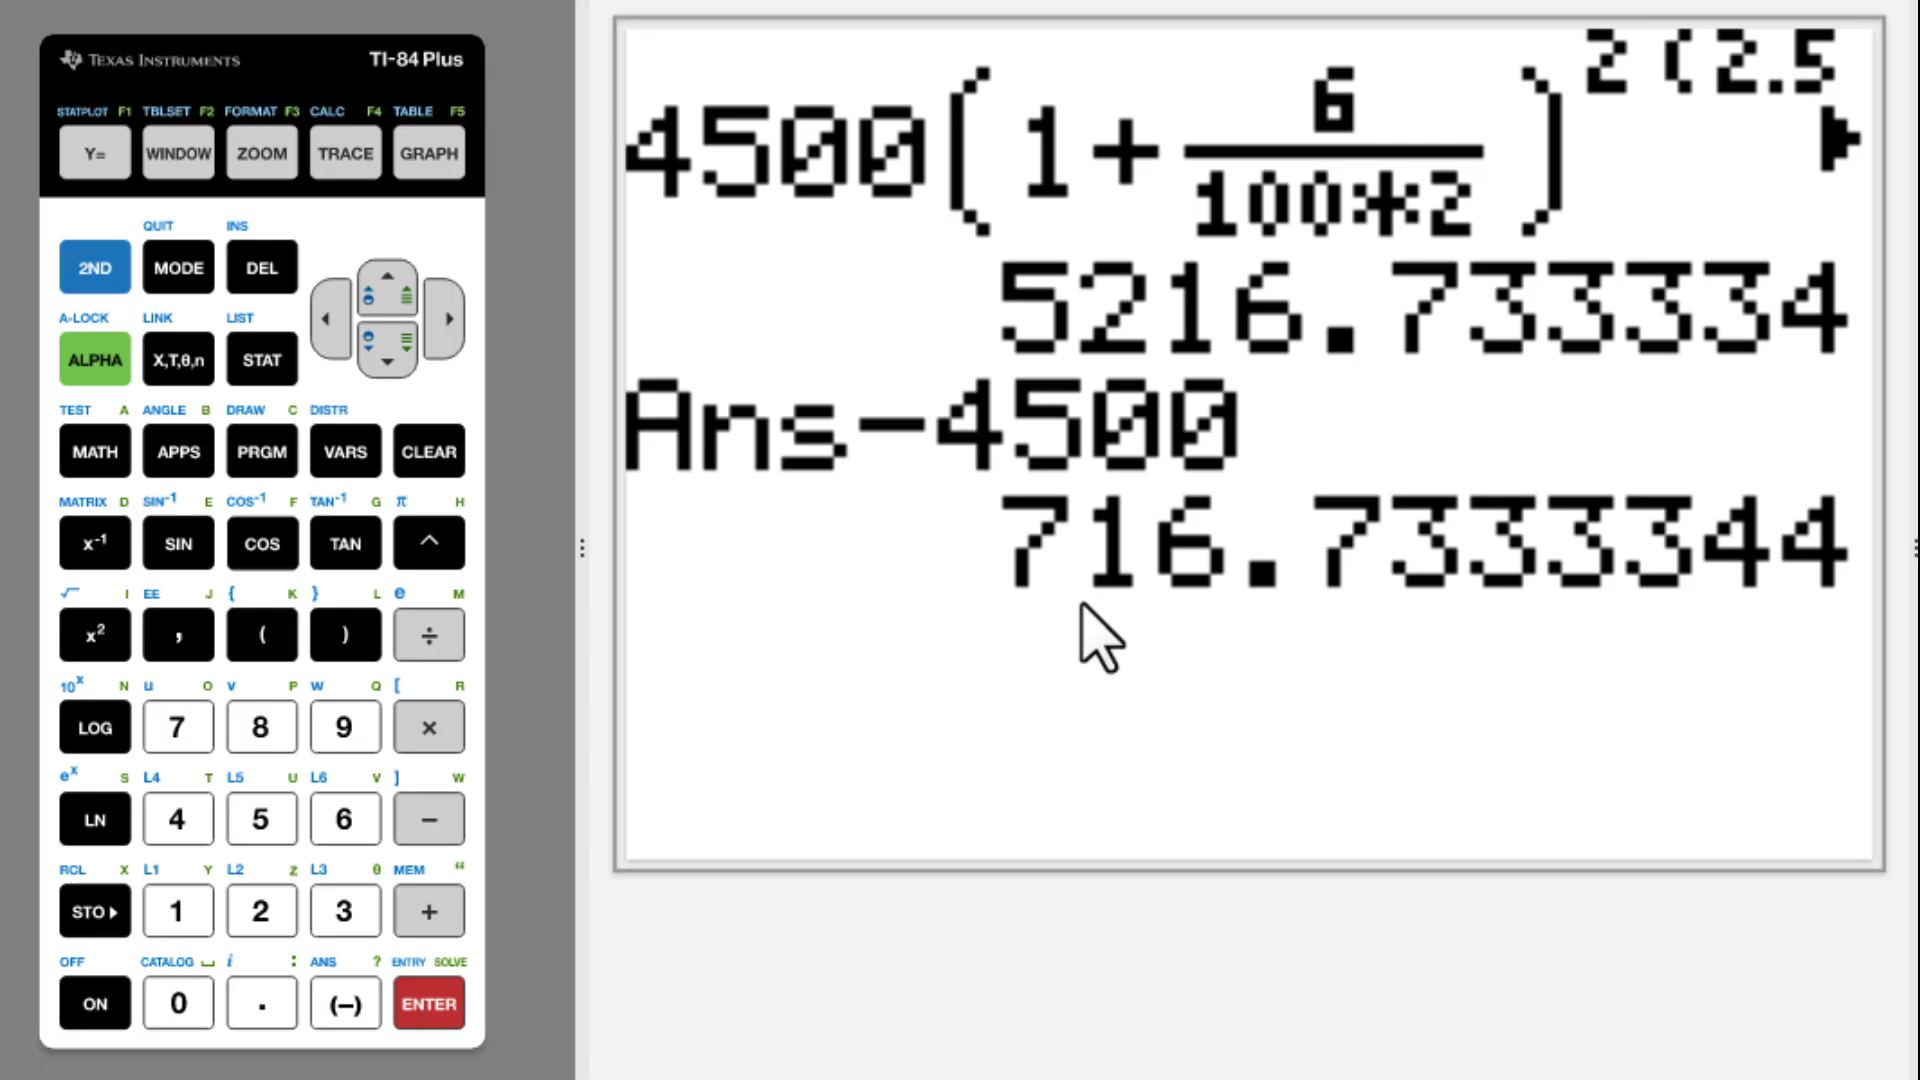 TEXAS INSTRUMENTS TI-84 Plus
STATPLOT F1 TBLSET F2 FORMAT F3 CALC F4 TABLE F5
Y= WINDOW ZOOM TRACE GRAPH
QUIT INS
2ND MODE DEL
A-LOCK LINK LIST
ALPHA X,T,θ,n STAT
TEST A ANGLE B DRAW C DISTR
MATH APPS PRGM VARS CLEAR
MATRIX D SIN⁻¹ E COS⁻¹ F TAN⁻¹ G π H
x⁻¹ SIN COS TAN ^
√ I EE J { K } L e M
x² , ( ) ÷
10ˣ N u O v P w Q [ R
LOG 7 8 9 ×
eˣ S L4 T L5 U L6 V ] W
LN 4 5 6 −
RCL X L1 Y L2 Z L3 θ MEM “
STO▶ 1 2 3 +
OFF CATALOG ⎵ i : ANS ? ENTRY SOLVE
ON 0 . (−) ENTER
4500(1+6/100*2)^2(2.5
5216.733334
Ans-4500
716.7333344